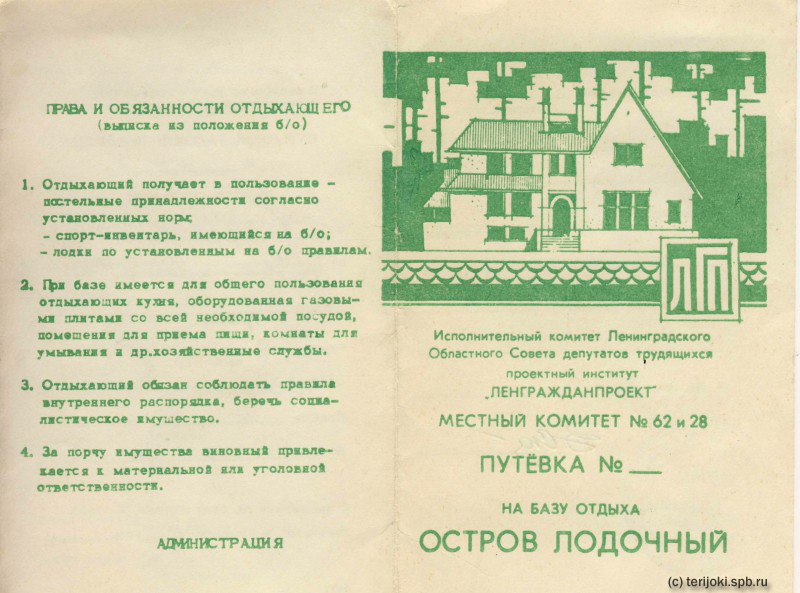 ПРАВА И ОБЯЗАННОСТИ ОТДЫХАЮЩЕГО
(выписка из положения б/о)
1. Отдыхающий получает в пользование -
постельные принадлежности согласно
установленных норм;
- спорт-инвентарь, имеющийся на б/о;
- лодки по установленным на б/о правилам.
2. При базе имеется для общего пользования
отдыхающих кухня, оборудованная газовы-
ми плитами со всей необходимой посудой,
помещения для приема пищи, комнаты для
умывания и др.хозяйственные службы.
3. Отдыхающий обязан соблюдать правила
внутреннего распорядка, беречь социа-
листическое имущество.
4. За порчу имущества виновный привле-
кается к материальной или уголовной
ответственности.
АДМИНИСТРАЦИЯ
ЛГП
Исполнительный комитет Ленинградского
Областного Совета депутатов трудящихся
проектный институт
„ЛЕНГРАЖДАНПРОЕКТ"
МЕСТНЫЙ КОМИТЕТ № 62 и 28
ПУТЁВКА № ___
НА БАЗУ ОТДЫХА
ОСТРОВ ЛОДОЧНЫЙ
(c) terijoki.spb.ru